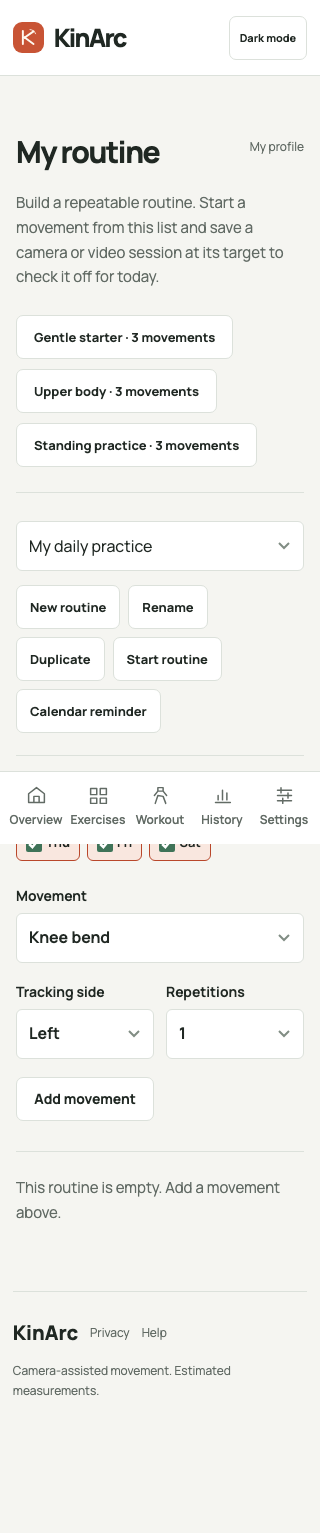 KinArc
Dark mode
My routine
My profile
Build a repeatable routine. Start a
movement from this list and save a
camera or video session at its target to
check it off for today.
Gentle starter · 3 movements
Upper body · 3 movements
Standing practice · 3 movements
My daily practice
New routine
Rename
Duplicate
Start routine
Calendar reminder
Overview
Exercises
Workout
History
Settings
Movement
Knee bend
Tracking side
Repetitions
Left
1
Add movement
This routine is empty. Add a movement
above.
KinArc
Privacy
Help
Camera-assisted movement. Estimated
measurements.